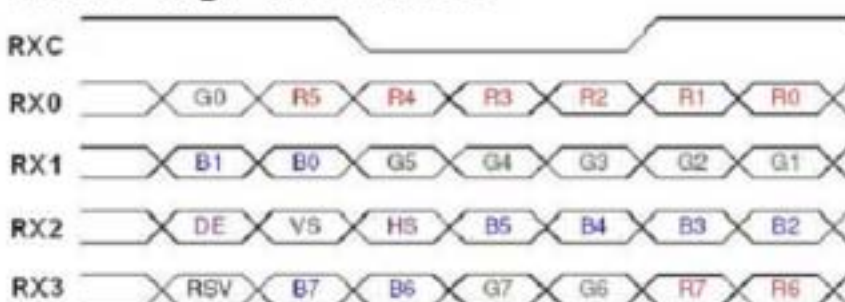 RXC
RX0 G0 R5 R4 R3 R2 R1 R0
RX1 B1 B0 G5 G4 G3 G2 G1
RX2 DE VS HS B5 B4 B3 B2
RX3 RSV B7 B6 G7 G6 R7 R6